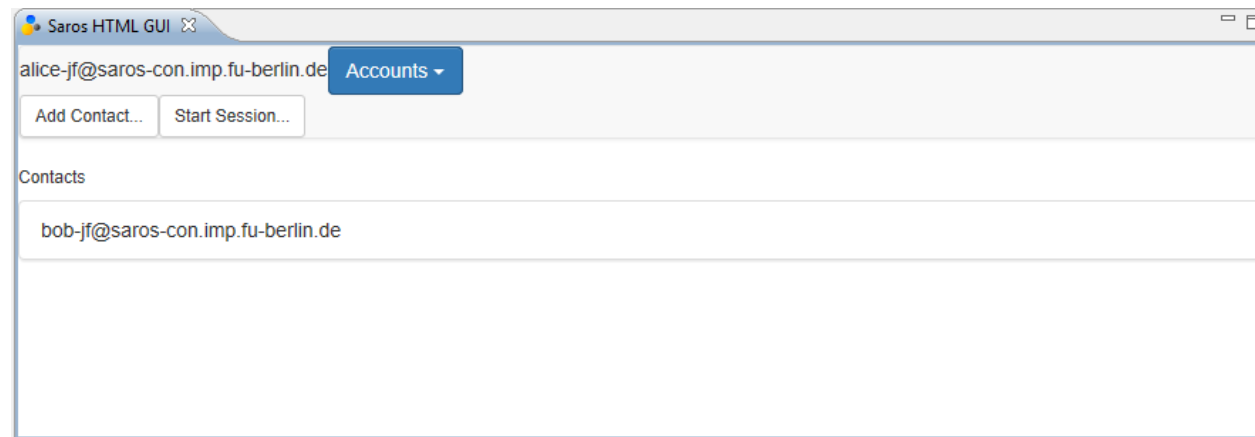 Saros HTML GUI
alice-jf@saros-con.imp.fu-berlin.de Accounts
Add Contact... Start Session...
Contacts
bob-jf@saros-con.imp.fu-berlin.de